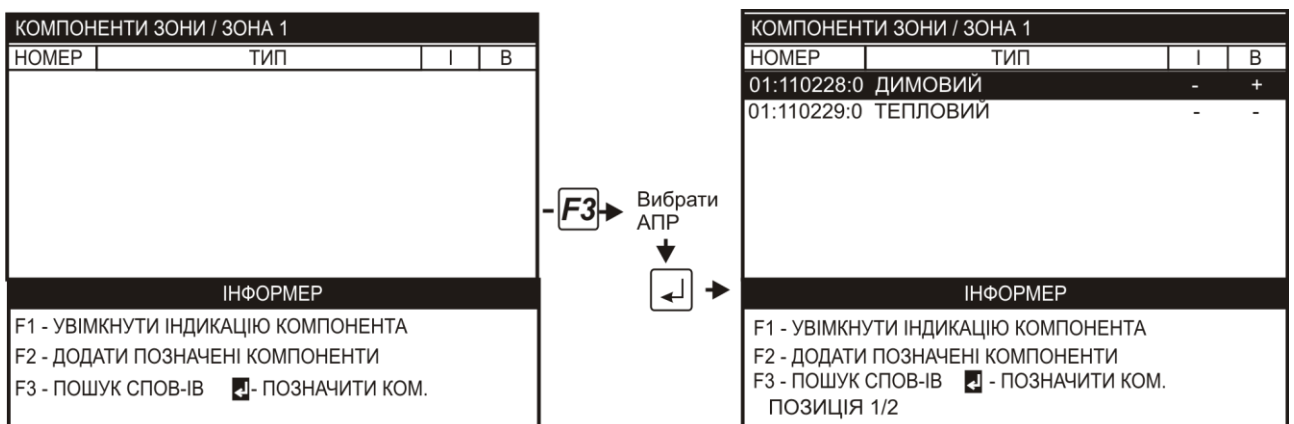 КОМПОНЕНТИ ЗОНИ / ЗОНА 1
НОМЕР ТИП І В
ІНФОРМЕР
F1 - УВІМКНУТИ ІНДИКАЦІЮ КОМПОНЕНТА
F2 - ДОДАТИ ПОЗНАЧЕНІ КОМПОНЕНТИ
F3 - ПОШУК СПОВ-ІВ ↲ - ПОЗНАЧИТИ КОМ.
F3
Вибрати
АПР
↲
КОМПОНЕНТИ ЗОНИ / ЗОНА 1
НОМЕР ТИП І В
01:110228:0 ДИМОВИЙ - +
01:110229:0 ТЕПЛОВИЙ - -
ІНФОРМЕР
F1 - УВІМКНУТИ ІНДИКАЦІЮ КОМПОНЕНТА
F2 - ДОДАТИ ПОЗНАЧЕНІ КОМПОНЕНТИ
F3 - ПОШУК СПОВ-ІВ ↲ - ПОЗНАЧИТИ КОМ.
ПОЗИЦІЯ 1/2